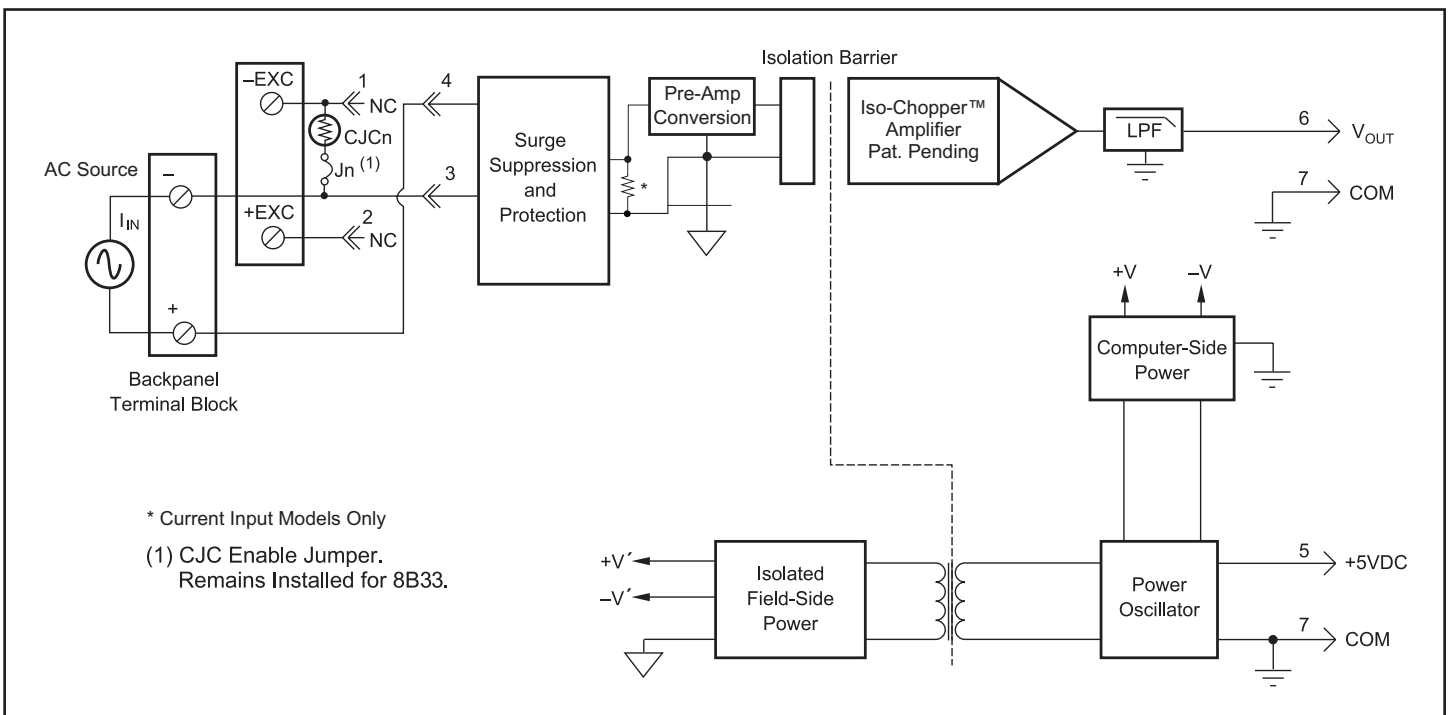 Isolation Barrier
–EXC
1
NC
4
CJCn
Jn (1)
AC Source
–
IIN
+EXC
2
NC
3
+
Backpanel
Terminal Block
Surge
Suppression
and
Protection
Pre-Amp
Conversion
*
Iso-Chopper™
Amplifier
Pat. Pending
LPF
6
VOUT
7
COM
+V
–V
Computer-Side
Power
* Current Input Models Only
(1) CJC Enable Jumper.
Remains Installed for 8B33.
+V´
–V´
Isolated
Field-Side
Power
Power
Oscillator
5
+5VDC
7
COM